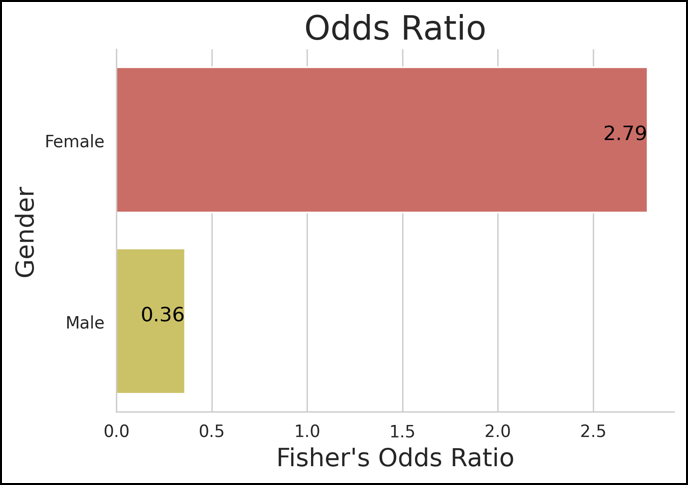 Odds Ratio
Gender
Female
2.79
Male
0.36
0.0 0.5 1.0 1.5 2.0 2.5
Fisher's Odds Ratio